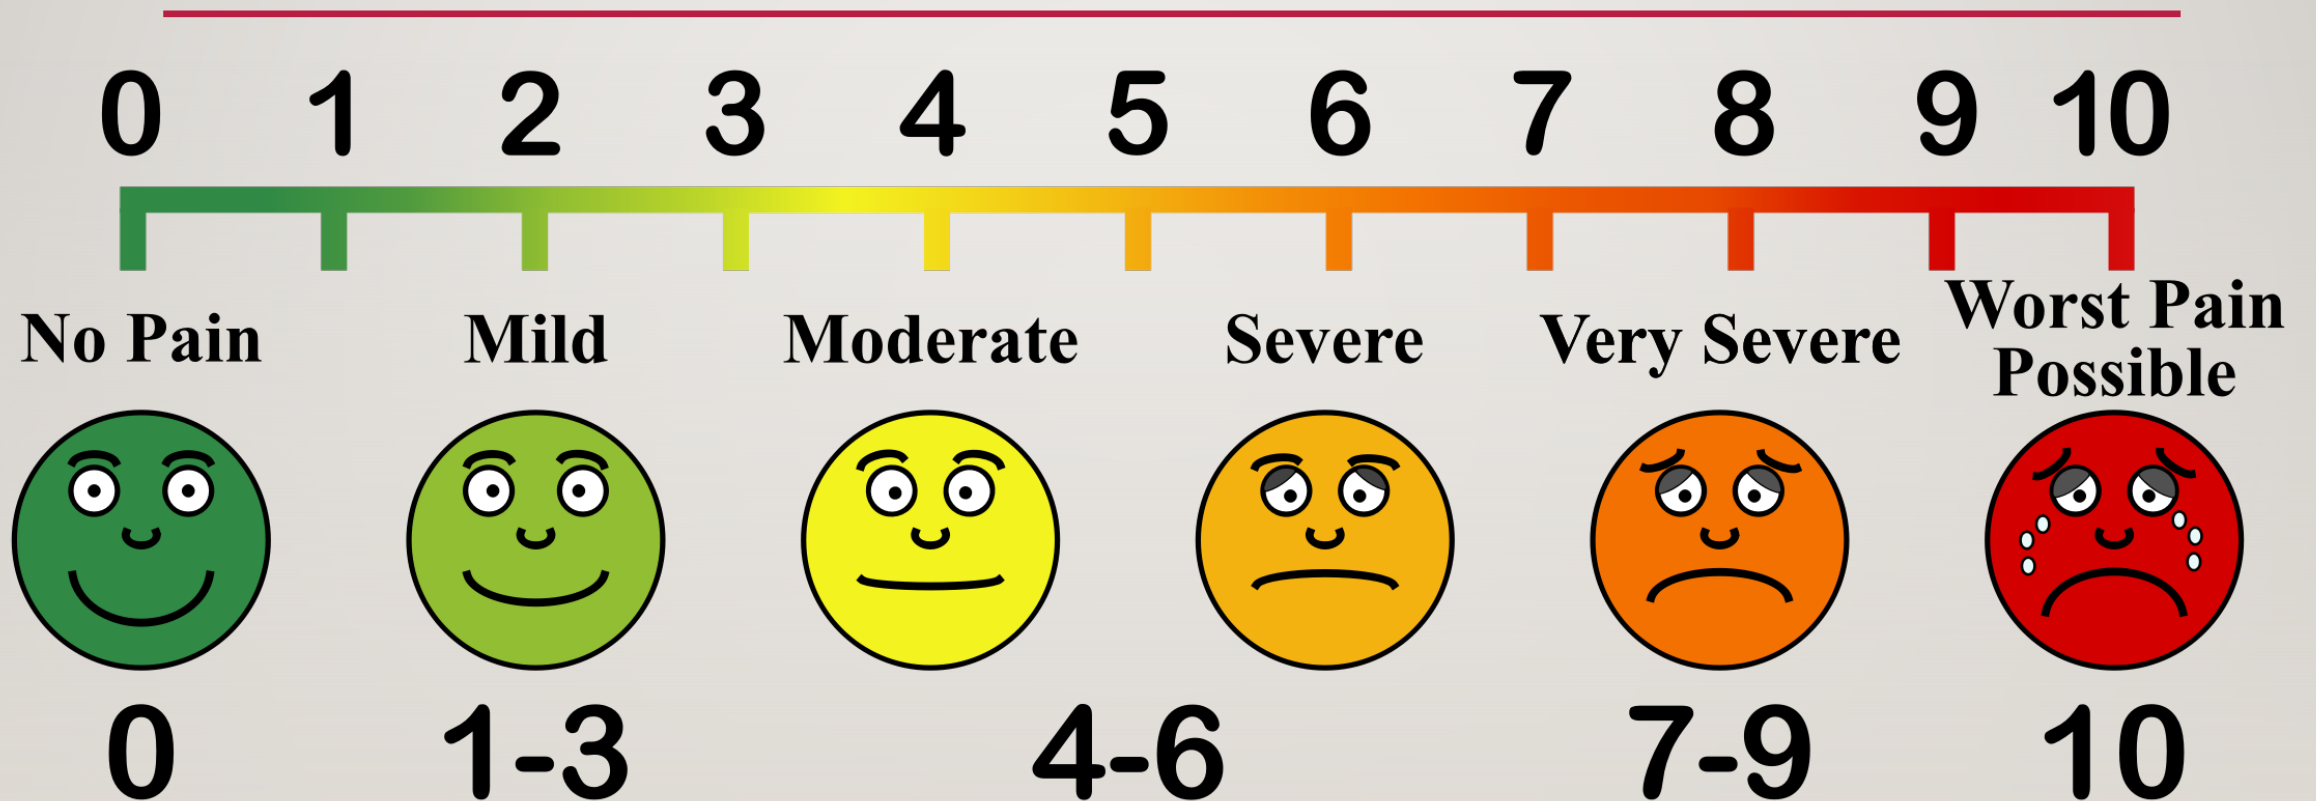 0 1 2 3 4 5 6 7 8 9 10
No Pain Mild Moderate Severe Very Severe Worst Pain
Possible
0 1-3 4-6 7-9 10